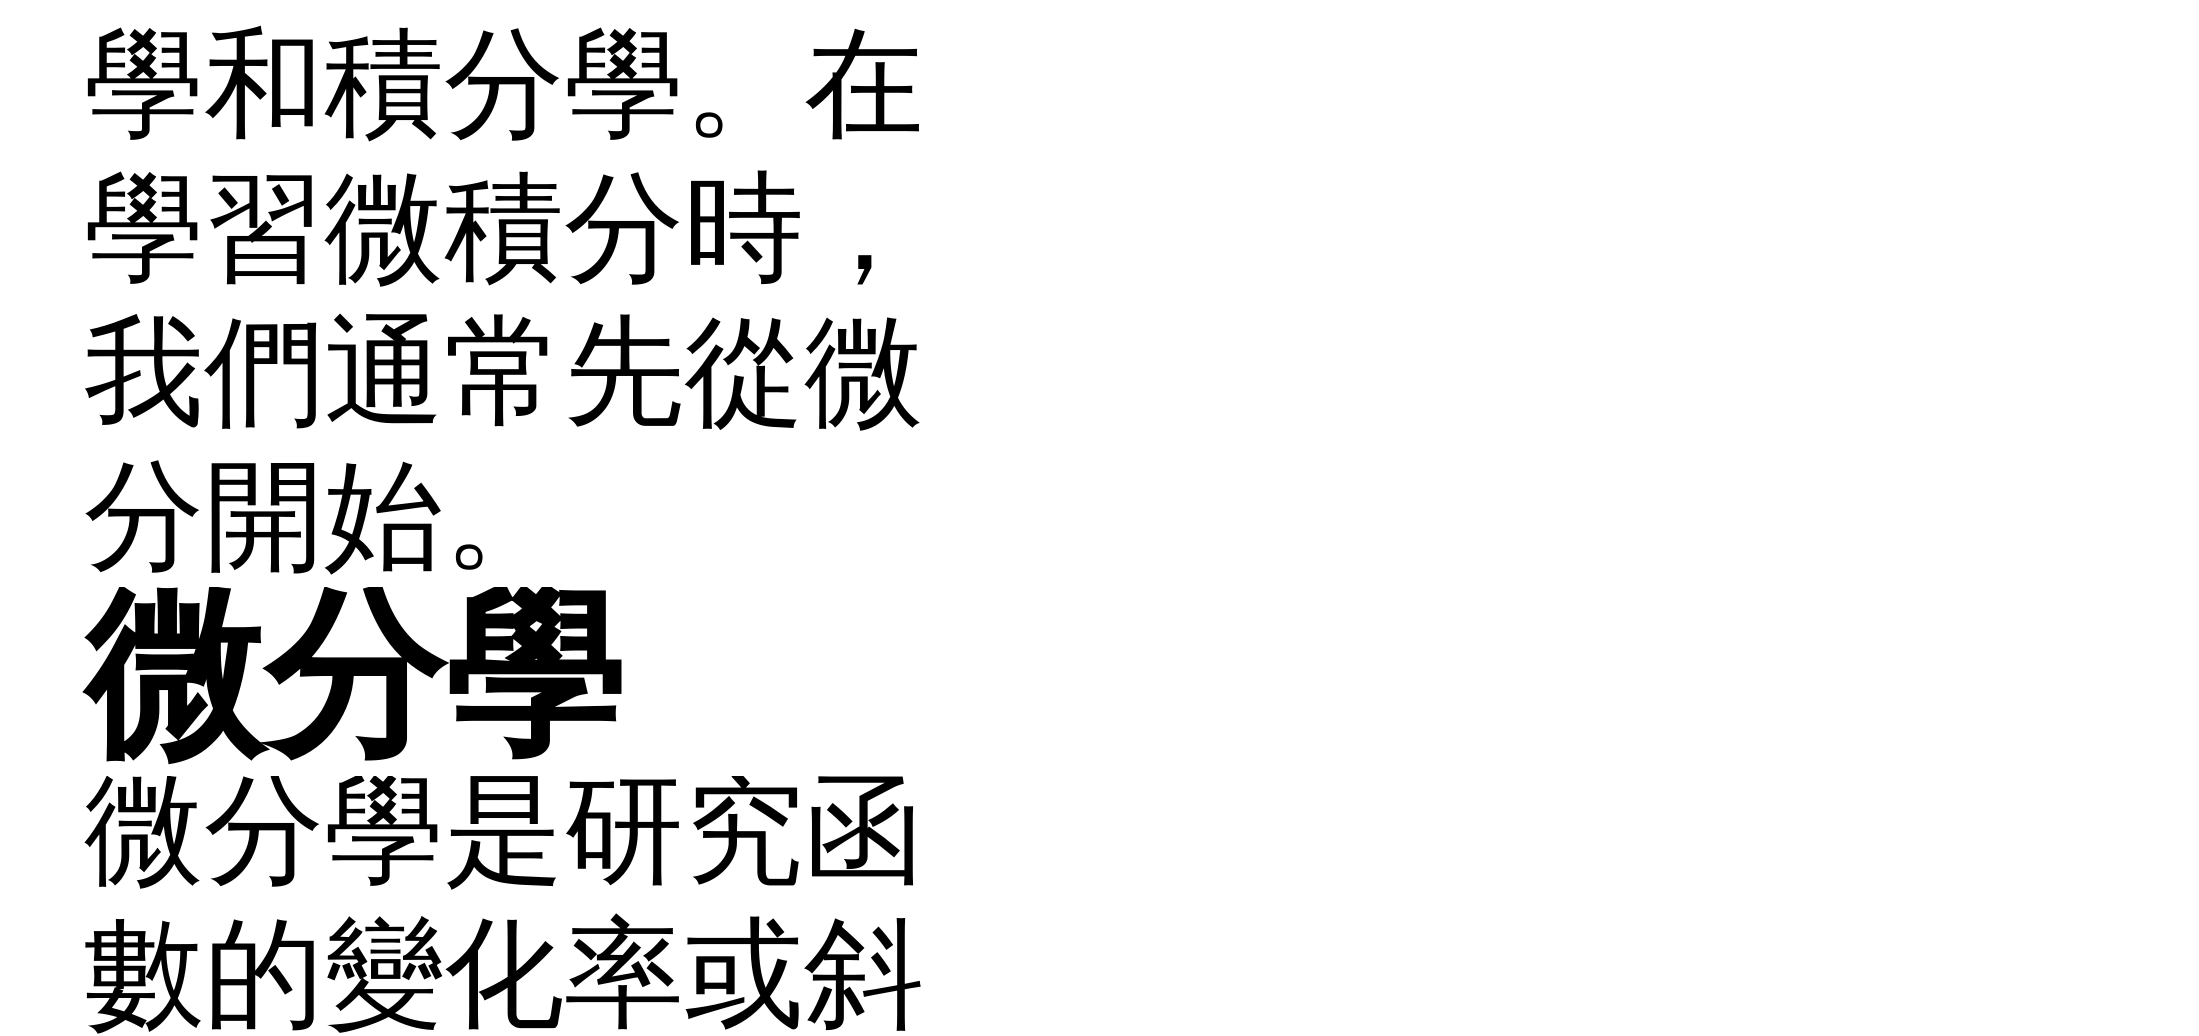 學和積分學。在
學習微積分時，
我們通常先從微
分開始。
微分學
微分學是研究函
數的變化率或斜